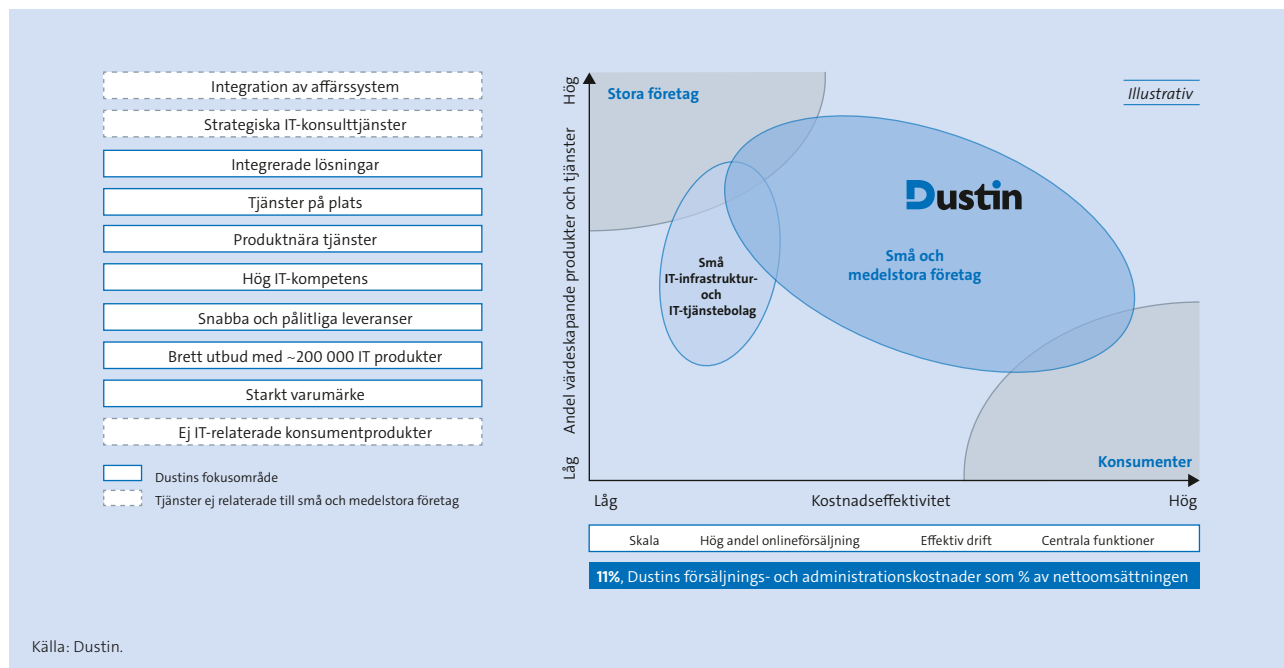 Integration av affärssystem
Strategiska IT-konsulttjänster
Integrerade lösningar
Tjänster på plats
Produktnära tjänster
Hög IT-kompetens
Snabba och pålitliga leveranser
Brett utbud med ~200 000 IT produkter
Starkt varumärke
Ej IT-relaterade konsumentprodukter
Dustins fokusområde
Tjänster ej relaterade till små och medelstora företag
Hög
Andel värdeskapande produkter och tjänster
Låg
Stora företag
Illustrativ
Dustin
Små och
medelstora företag
Små
IT-infrastruktur-
och
IT-tjänstebolag
Konsumenter
Låg
Kostnadseffektivitet
Hög
Skala
Hög andel onlineförsäljning
Effektiv drift
Centrala funktioner
11%, Dustins försäljnings- och administrationskostnader som % av nettoomsättningen
Källa: Dustin.